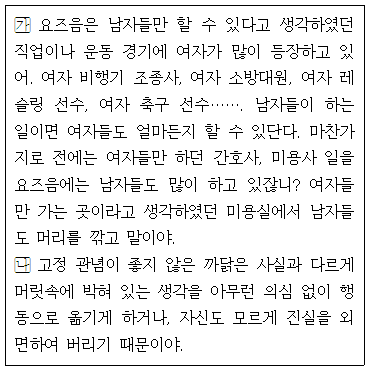 가 요즈음은 남자들만 할 수 있다고 생각하였던
직업이나 운동 경기에 여자가 많이 등장하고 있
어. 여자 비행기 조종사, 여자 소방대원, 여자 레
슬링 선수, 여자 축구 선수……. 남자들이 하는
일이면 여자들도 얼마든지 할 수 있단다. 마찬가
지로 전에는 여자들만 하던 간호사, 미용사 일을
요즈음에는 남자들도 많이 하고 있잖니? 여자들
만 가는 곳이라고 생각하였던 미용실에서 남자들
도 머리를 깎고 말이야.
나 고정 관념이 좋지 않은 까닭은 사실과 다르게
머릿속에 박혀 있는 생각을 아무런 의심 없이 행
동으로 옮기게 하거나, 자신도 모르게 진실을 외
면하여 버리기 때문이야.